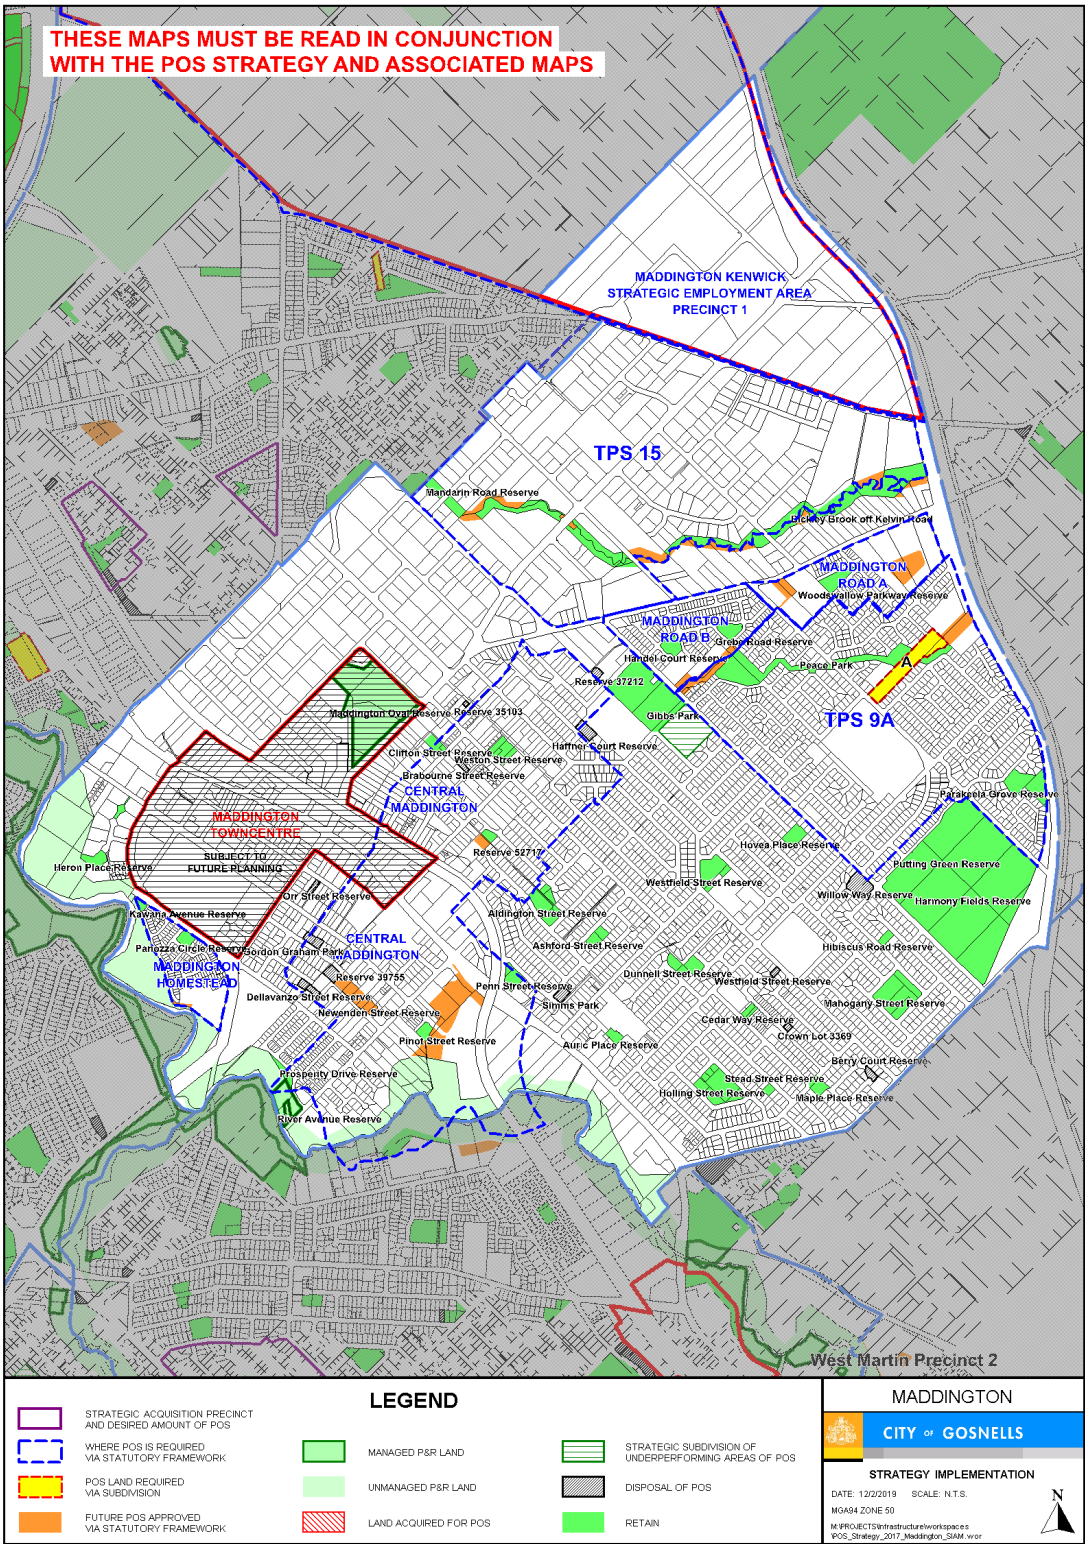 THESE MAPS MUST BE READ IN CONJUNCTION
WITH THE POS STRATEGY AND ASSOCIATED MAPS
MADDINGTON KENWICK
STRATEGIC EMPLOYMENT AREA
PRECINCT 1
TPS 15
Mandarin Road Reserve
Bickley Brook off Kelvin Road
MADDINGTON
ROAD A
Woodswallow Parkway Reserve
MADDINGTON
ROAD B
Grebe Road Reserve
Handel Court Reserve
Peace Park
A
Reserve 37212
Gibbs Park
TPS 9A
Maddington Oval Reserve
Reserve 35103
Haffner Court Reserve
Clifton Street Reserve
Weston Street Reserve
Brabourne Street Reserve
CENTRAL
MADDINGTON
Parakeela Grove Reserve
MADDINGTON
TOWNCENTRE
SUBJECT TO
FUTURE PLANNING
Hovea Place Reserve
Reserve 52717
Heron Place Reserve
Putting Green Reserve
Westfield Street Reserve
Orr Street Reserve
Willow Way Reserve
Harmony Fields Reserve
Kawana Avenue Reserve
Aldington Street Reserve
CENTRAL
MADDINGTON
Panozza Circle Reserve
Gordon Graham Park
Ashford Street Reserve
Hibiscus Road Reserve
MADDINGTON
HOMESTEAD
Reserve 39755
Dunnell Street Reserve
Westfield Street Reserve
Penn Street Reserve
Dellavanzo Street Reserve
Simms Park
Mahogany Street Reserve
Newenden Street Reserve
Cedar Way Reserve
Crown Lot 3369
Pinot Street Reserve
Auric Place Reserve
Berry Court Reserve
Prosperity Drive Reserve
Stead Street Reserve
Holling Street Reserve
Maple Place Reserve
River Avenue Reserve
West Martin Precinct 2
LEGEND
STRATEGIC ACQUISITION PRECINCT
AND DESIRED AMOUNT OF POS
WHERE POS IS REQUIRED
VIA STATUTORY FRAMEWORK
POS LAND REQUIRED
VIA SUBDIVISION
FUTURE POS APPROVED
VIA STATUTORY FRAMEWORK
MANAGED P&R LAND
UNMANAGED P&R LAND
LAND ACQUIRED FOR POS
STRATEGIC SUBDIVISION OF
UNDERPERFORMING AREAS OF POS
DISPOSAL OF POS
RETAIN
MADDINGTON
CITY OF GOSNELLS
STRATEGY IMPLEMENTATION
DATE: 12/2/2019 SCALE: N.T.S.
MGA94 ZONE 50
M:\PROJECTS\Infrastructure\workspaces
\POS_Strategy_2017_Maddington_SIAM.wor
N